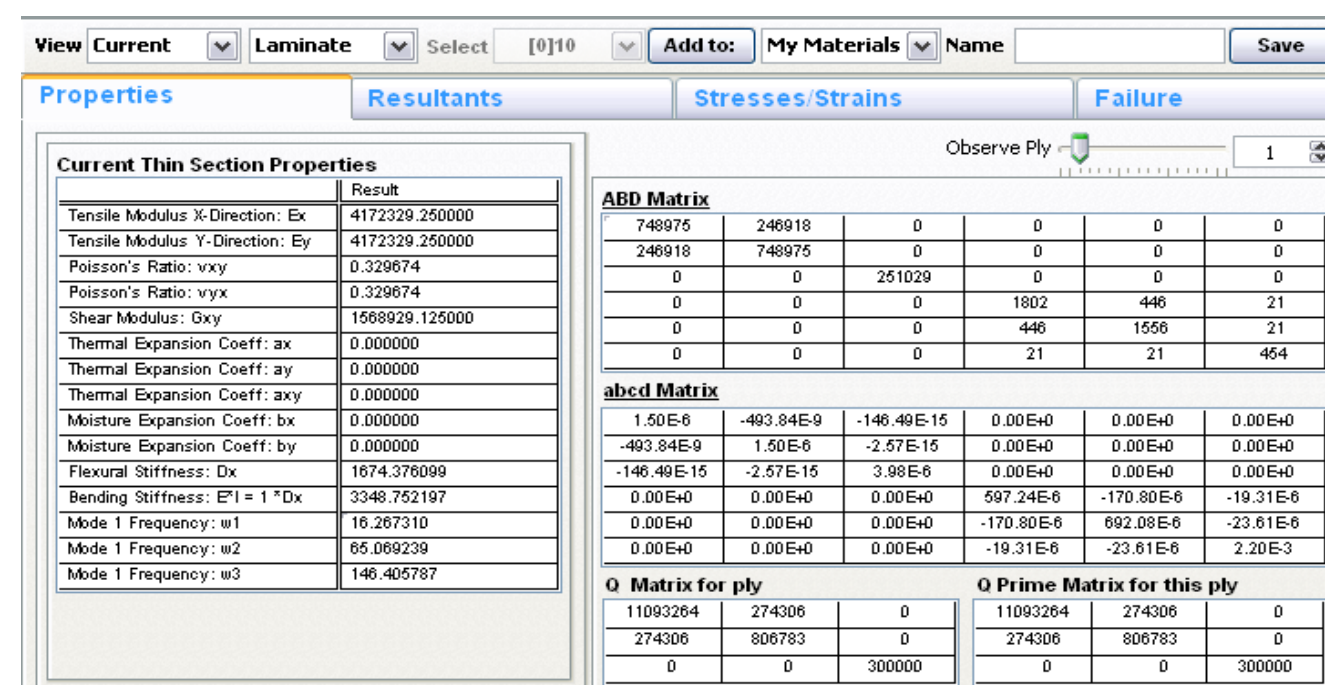 View Current Laminate Select [0]10 Add to: My Materials Name Save
Properties Resultants Stresses/Strains Failure
Observe Ply 1
Current Thin Section Properties
Result
Tensile Modulus X-Direction: Ex 4172329.250000
Tensile Modulus Y-Direction: Ey 4172329.250000
Poisson's Ratio: vxy 0.329674
Poisson's Ratio: vyx 0.329674
Shear Modulus: Gxy 1568929.125000
Thermal Expansion Coeff: ax 0.000000
Thermal Expansion Coeff: ay 0.000000
Thermal Expansion Coeff: axy 0.000000
Moisture Expansion Coeff: bx 0.000000
Moisture Expansion Coeff: by 0.000000
Flexural Stiffness: Dx 1674.376099
Bending Stiffness: E*I = 1 *Dx 3348.752197
Mode 1 Frequency: w1 16.267310
Mode 1 Frequency: w2 65.069239
Mode 1 Frequency: w3 146.405787
ABD Matrix
748975 246918 0 0 0 0
246918 748975 0 0 0 0
0 0 251029 0 0 0
0 0 0 1802 446 21
0 0 0 446 1556 21
0 0 0 21 21 454
abcd Matrix
1.50E-6 -493.84E-9 -146.49E-15 0.00E+0 0.00E+0 0.00E+0
-493.84E-9 1.50E-6 -2.57E-15 0.00E+0 0.00E+0 0.00E+0
-146.49E-15 -2.57E-15 3.98E-6 0.00E+0 0.00E+0 0.00E+0
0.00E+0 0.00E+0 0.00E+0 597.24E-6 -170.80E-6 -19.31E-6
0.00E+0 0.00E+0 0.00E+0 -170.80E-6 692.08E-6 -23.61E-6
0.00E+0 0.00E+0 0.00E+0 -19.31E-6 -23.61E-6 2.20E-3
Q Matrix for ply
11093264 274306 0
274306 806783 0
0 0 300000
Q Prime Matrix for this ply
11093264 274306 0
274306 806783 0
0 0 300000